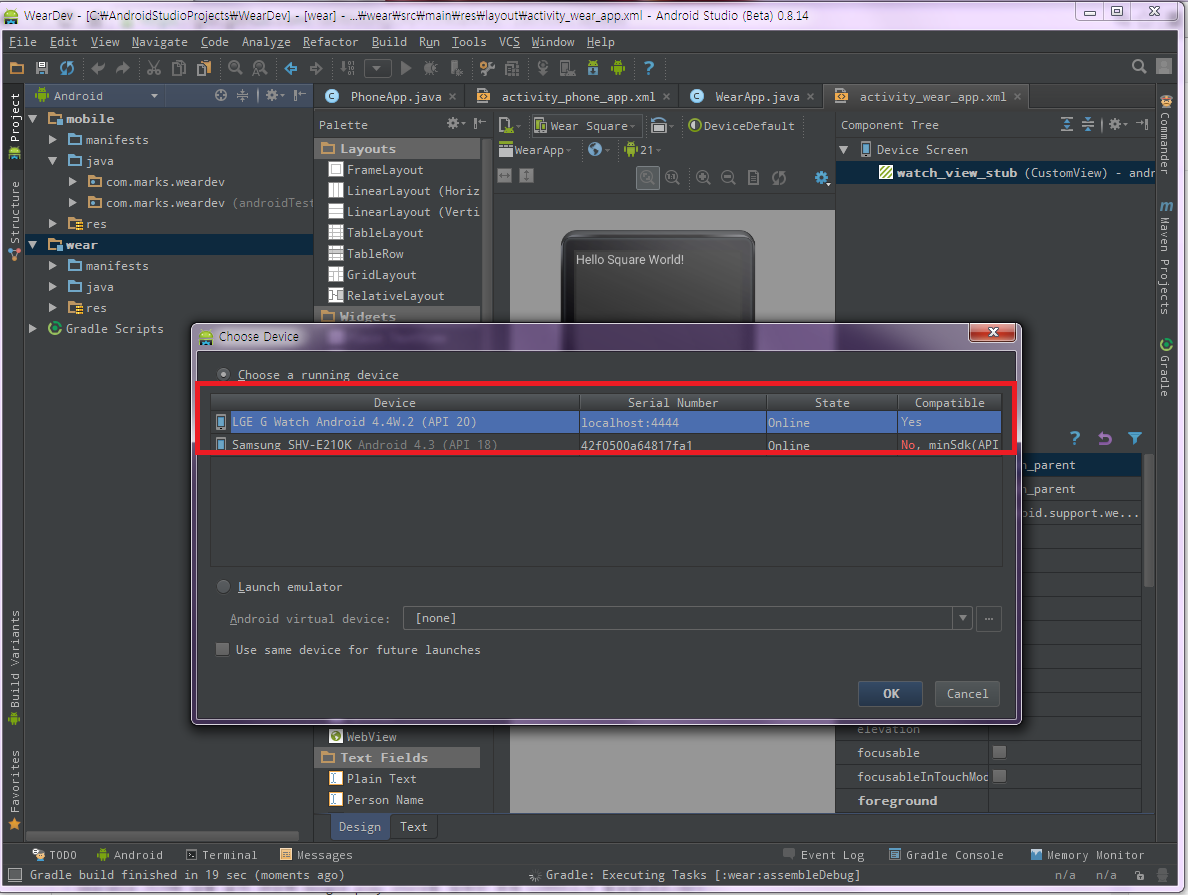 WearDev - [C:₩AndroidStudioProjects₩WearDev] - [wear] - ...₩wear₩src₩main₩res₩layout₩activity_wear_app.xml - Android Studio (Beta) 0.8.14
File Edit View Navigate Code Analyze Refactor Build Run Tools VCS Window Help
Android
PhoneApp.java
activity_phone_app.xml
WearApp.java
activity_wear_app.xml
Project
Structure
Build Variants
Favorites
mobile
manifests
java
com.marks.weardev
com.marks.weardev (androidTest
res
wear
manifests
java
res
Gradle Scripts
Palette
Layouts
FrameLayout
LinearLayout (Horiz
LinearLayout (Verti
TableLayout
TableRow
GridLayout
RelativeLayout
Widgets
Wear Square
DeviceDefault
WearApp
21
Hello Square World!
Component Tree
Device Screen
watch_view_stub (CustomView) - andr
Commander
Maven Projects
Gradle
Choose Device
Choose a running device
Device Serial Number State Compatible
LGE G Watch Android 4.4W.2 (API 20) localhost:4444 Online Yes
Samsung SHV-E210K Android 4.3 (API 18) 42f0500a64817fa1 Online No, minSdk(API
Launch emulator
Android virtual device: [none] ...
Use same device for future launches
OK Cancel
h_parent
h_parent
oid.support.we...
WebView
Text Fields
Plain Text
Person Name
Design Text
elevation
focusable
focusableInTouchMod
foreground
TODO Android Terminal Messages Event Log Gradle Console Memory Monitor
Gradle build finished in 19 sec (moments ago) Gradle: Executing Tasks [:wear:assembleDebug] n/a n/a